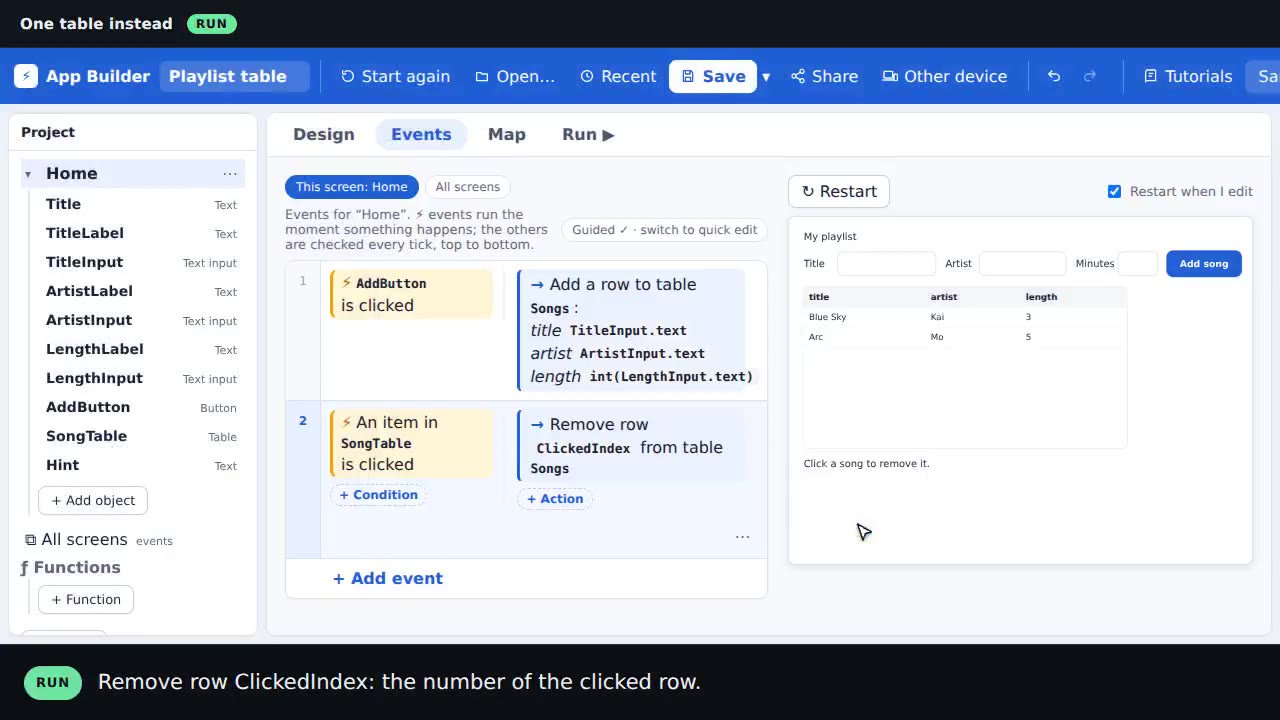 One table instead RUN
App Builder Playlist table Start again Open… Recent Save ▾ Share Other device Tutorials Sa
Project
Home ⋯
Title Text
TitleLabel Text
TitleInput Text input
ArtistLabel Text
ArtistInput Text input
LengthLabel Text
LengthInput Text input
AddButton Button
SongTable Table
Hint Text
+ Add object
All screens events
ƒ Functions
+ Function
Design Events Map Run ▶
This screen: Home All screens
Events for “Home”. ⚡ events run the
moment something happens; the others
are checked every tick, top to bottom.
Guided ✓ · switch to quick edit
1
⚡ AddButton
is clicked
→ Add a row to table
Songs :
title TitleInput.text
artist ArtistInput.text
length int(LengthInput.text)
2
⚡ An item in
SongTable
is clicked
+ Condition
→ Remove row
ClickedIndex from table
Songs
+ Action
⋯
+ Add event
↻ Restart
Restart when I edit
My playlist
Title Artist Minutes Add song
title artist length
Blue Sky Kai 3
Arc Mo 5
Click a song to remove it.
RUN Remove row ClickedIndex: the number of the clicked row.